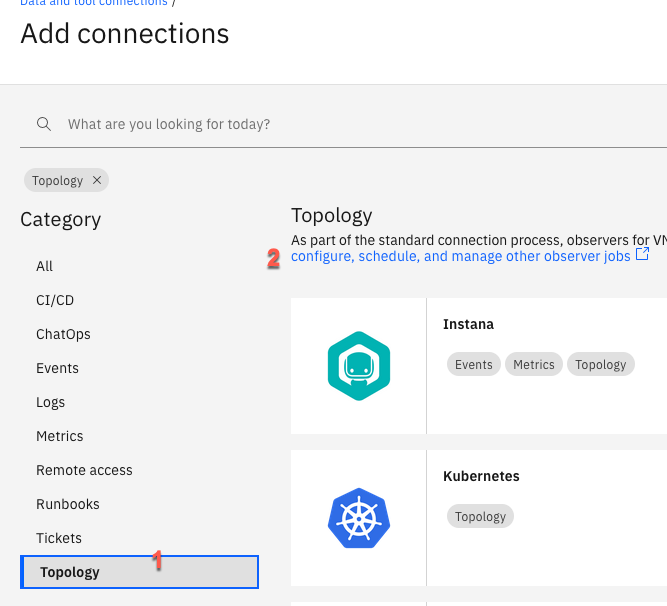 Data and tool connections /
Add connections
What are you looking for today?
Topology ×
Category
All
CI/CD
ChatOps
Events
Logs
Metrics
Remote access
Runbooks
Tickets
Topology
1
Topology
As part of the standard connection process, observers for VN
2
configure, schedule, and manage other observer jobs
Instana
Events Metrics Topology
Kubernetes
Topology